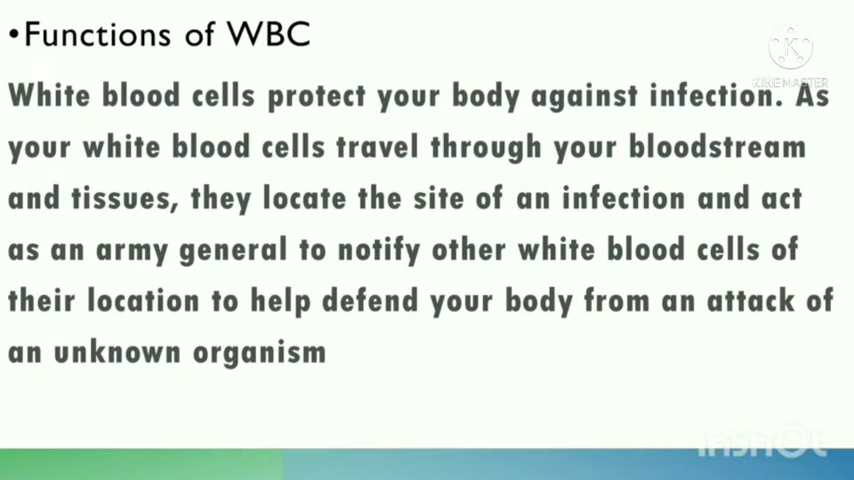 •Functions of WBC
K
KINEMASTER
White blood cells protect your body against infection. As
your white blood cells travel through your bloodstream
and tissues, they locate the site of an infection and act
as an army general to notify other white blood cells of
their location to help defend your body from an attack of
an unknown organism
INSHOT